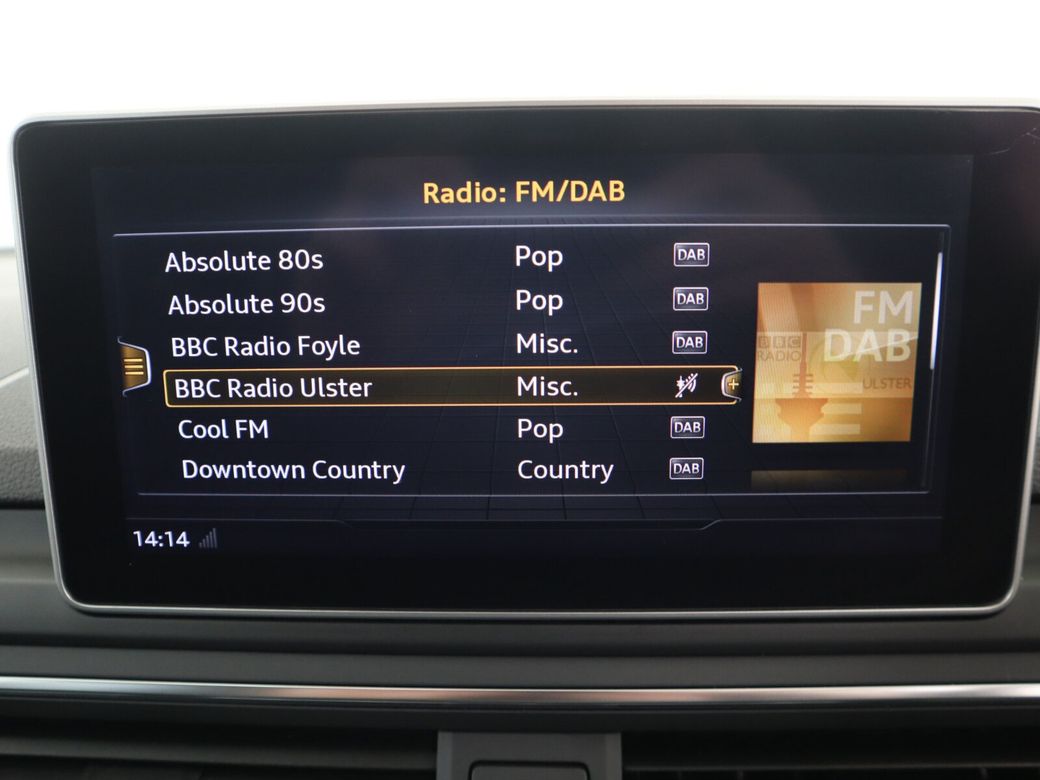 Radio: FM/DAB
Absolute 80s Pop DAB
Absolute 90s Pop DAB
BBC Radio Foyle Misc. DAB
BBC Radio Ulster Misc.
Cool FM Pop DAB
Downtown Country Country DAB
FM
DAB
BBC
RADIO
ULSTER
14:14